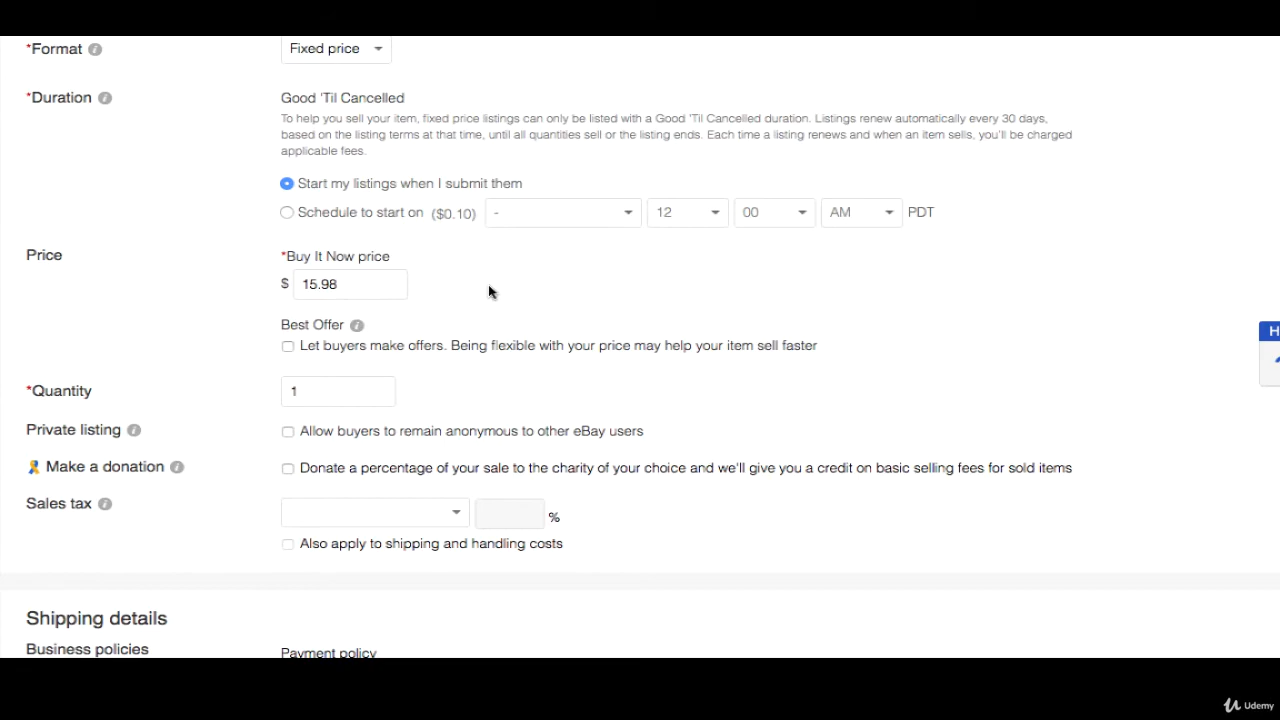 *Format
Fixed price
*Duration
Good 'Til Cancelled
To help you sell your item, fixed price listings can only be listed with a Good 'Til Cancelled duration. Listings renew automatically every 30 days,
based on the listing terms at that time, until all quantities sell or the listing ends. Each time a listing renews and when an item sells, you'll be charged
applicable fees.
Start my listings when I submit them
Schedule to start on ($0.10) - 12 00 AM PDT
Price
*Buy It Now price
$ 15.98
Best Offer
Let buyers make offers. Being flexible with your price may help your item sell faster
*Quantity
1
Private listing
Allow buyers to remain anonymous to other eBay users
Make a donation
Donate a percentage of your sale to the charity of your choice and we'll give you a credit on basic selling fees for sold items
Sales tax
%
Also apply to shipping and handling costs
Shipping details
Business policies
Payment policy
Udemy